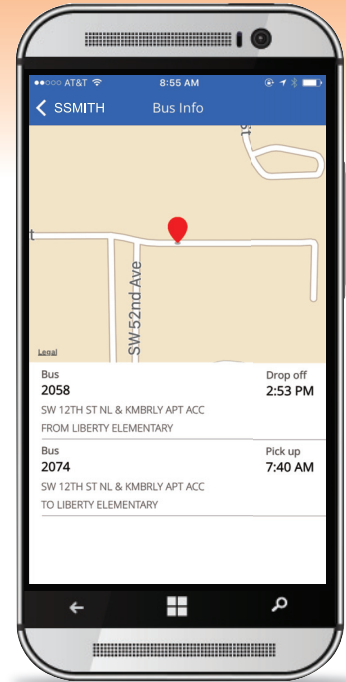 AT&T 8:55 AM
SSMITH Bus Info
st
t
SW 52nd Ave
Legal
Bus Drop off
2058 2:53 PM
SW 12TH ST NL & KMBRLY APT ACC
FROM LIBERTY ELEMENTARY
Bus Pick up
2074 7:40 AM
SW 12TH ST NL & KMBRLY APT ACC
TO LIBERTY ELEMENTARY